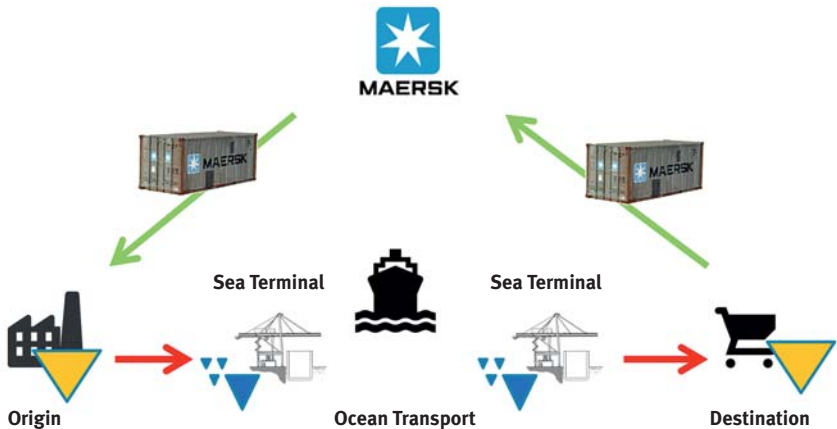 MAERSK
MAERSK
MAERSK
Sea Terminal
Sea Terminal
Origin
Ocean Transport
Destination